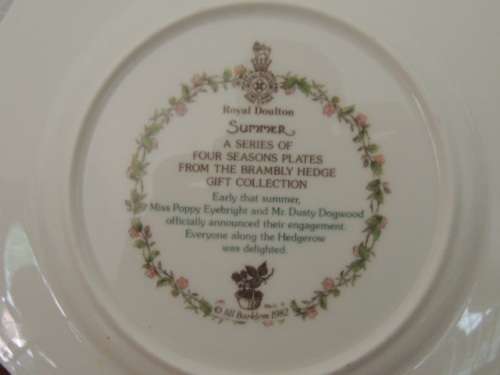 Royal Doulton
SUMMER
A SERIES OF
FOUR SEASONS PLATES
FROM THE BRAMBLY HEDGE
GIFT COLLECTION
Early that summer,
Miss Poppy Eyebright and Mr. Dusty Dogwood
officially announced their engagement.
Everyone along the Hedgerow
was delighted.
© Jill Barklem 1982